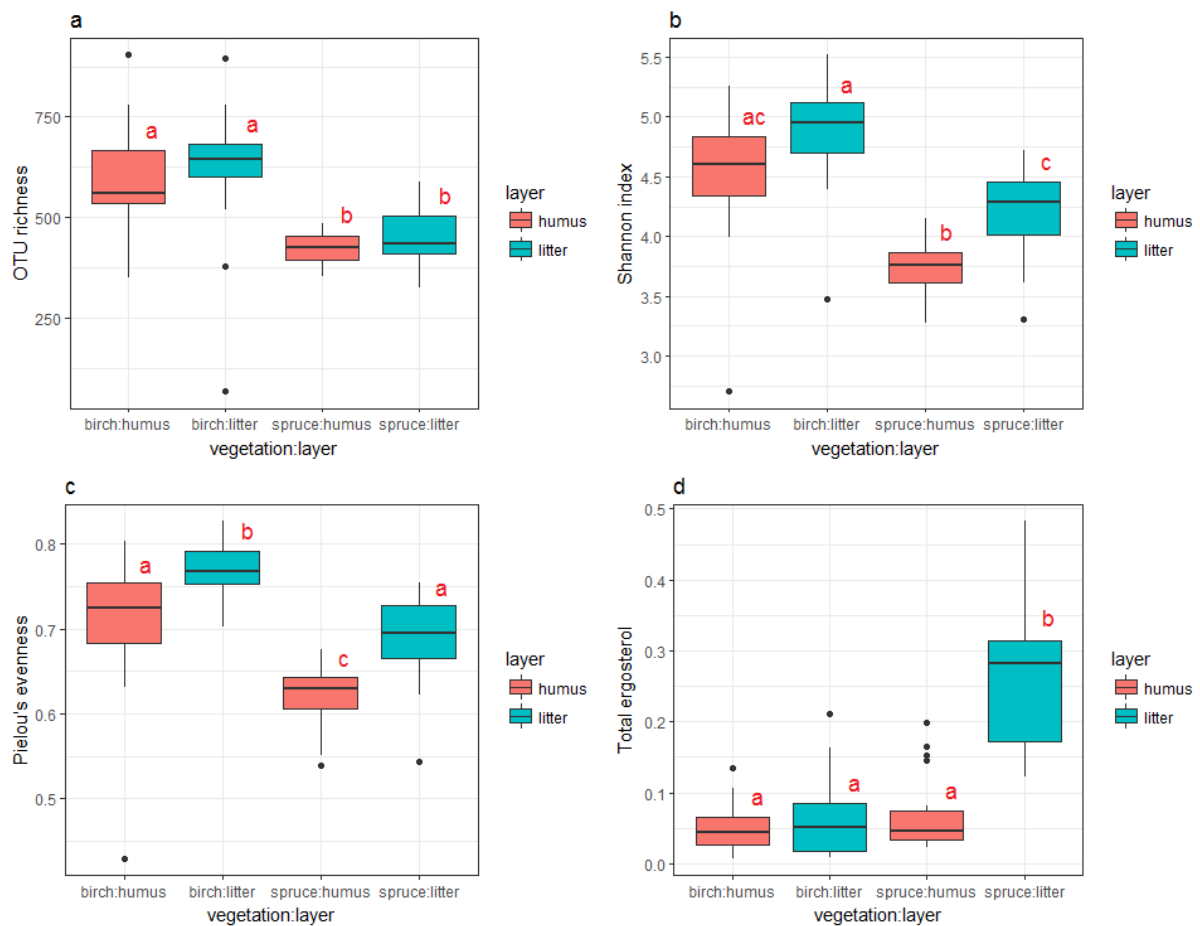 a
OTU richness
750
500
250
a
a
b
b
birch:humus birch:litter spruce:humus spruce:litter
vegetation:layer
layer
humus
litter
b
Shannon index
5.5
5.0
4.5
4.0
3.5
3.0
ac
a
b
c
birch:humus birch:litter spruce:humus spruce:litter
vegetation:layer
layer
humus
litter
c
Pielou's evenness
0.8
0.7
0.6
0.5
a
b
c
a
birch:humus birch:litter spruce:humus spruce:litter
vegetation:layer
layer
humus
litter
d
Total ergosterol
0.5
0.4
0.3
0.2
0.1
0.0
a
a
a
b
birch:humus birch:litter spruce:humus spruce:litter
vegetation:layer
layer
humus
litter